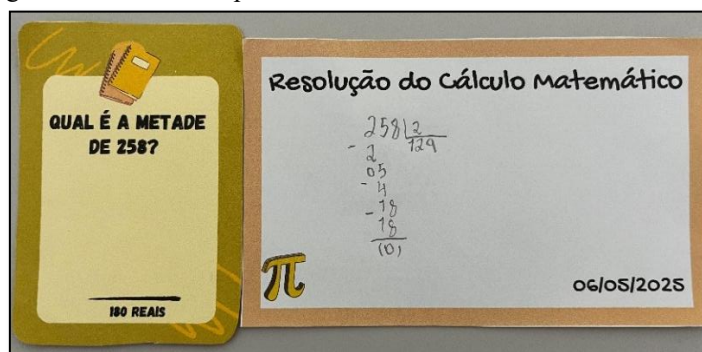 QUAL É A METADE
DE 258?
180 REAIS
Resolução do Cálculo Matemático
258 2
- 2 129
05
- 4
- 18
18
(0)
π
06/05/2025